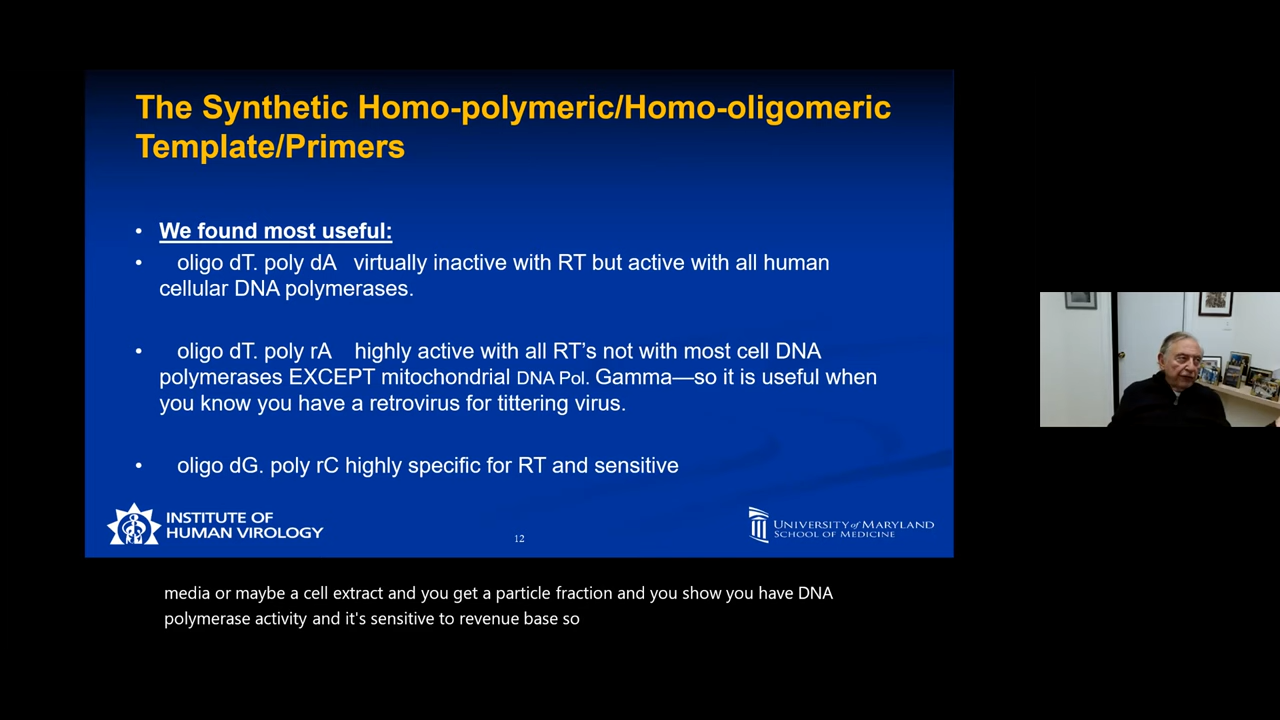 The Synthetic Homo-polymeric/Homo-oligomeric
Template/Primers
• We found most useful:
• oligo dT. poly dA virtually inactive with RT but active with all human
cellular DNA polymerases.
• oligo dT. poly rA highly active with all RT’s not with most cell DNA
polymerases EXCEPT mitochondrial DNA Pol. Gamma—so it is useful when
you know you have a retrovirus for tittering virus.
• oligo dG. poly rC highly specific for RT and sensitive
INSTITUTE OF
HUMAN VIROLOGY
12
UNIVERSITY of MARYLAND
SCHOOL OF MEDICINE
media or maybe a cell extract and you get a particle fraction and you show you have DNA
polymerase activity and it's sensitive to revenue base so